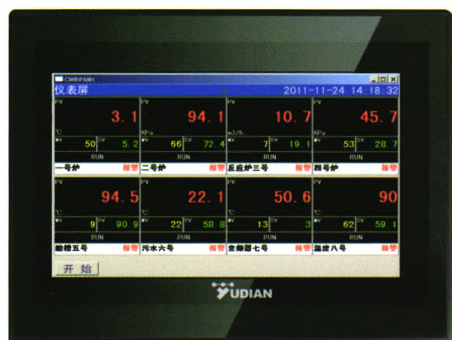 CWinMain
仪表屏 2011-11-24 14:18:32
PV PV PV PV
3.1 94.1 10.7 45.7
℃ KPa m3/h KPa
MV 50 SV 5.2 MV 66 SV 72.4 MV 7 SV 19.1 MV 53 SV 28.7
RUN RUN RUN RUN
一号炉 报警 二号炉 报警 反应炉三号 报警 四号炉 报警
PV PV PV PV
94.5 22.1 50.6 90
℃ ℃ ℃ ℃
MV 9 SV 90.9 MV 22 SV 58.8 MV 13 SV 3 MV 62 SV 59.1
RUN RUN RUN RUN
五号 报警 污水六号 报警 变频器七号 报警 温度八号 报警
开始
YUDIAN